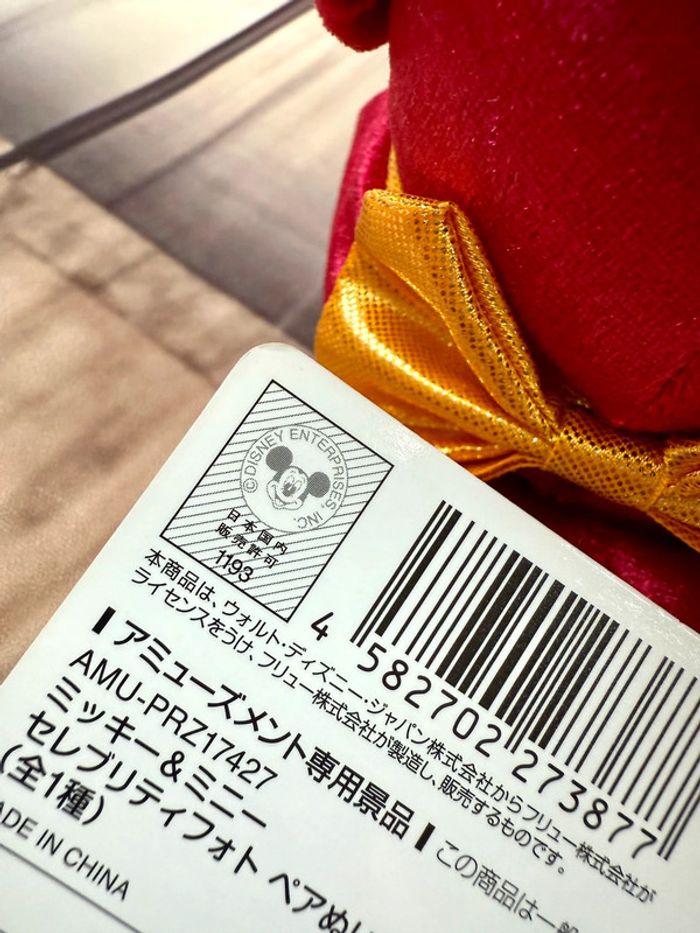 © DISNEY ENTERPRISES, INC.
日本国内
販売許可
1193
4 582702 273877
本商品は、ウォルト・ディズニー・ジャパン株式会社からフリュー株式会社が
ライセンスをうけ、フリュー株式会社が製造し、販売するものです。
アミューズメント専用景品 この商品は一般
AMU-PRZ17427
ミッキー&ミニー
セレブリティフォト ペアぬい
(全1種)
ADE IN CHINA